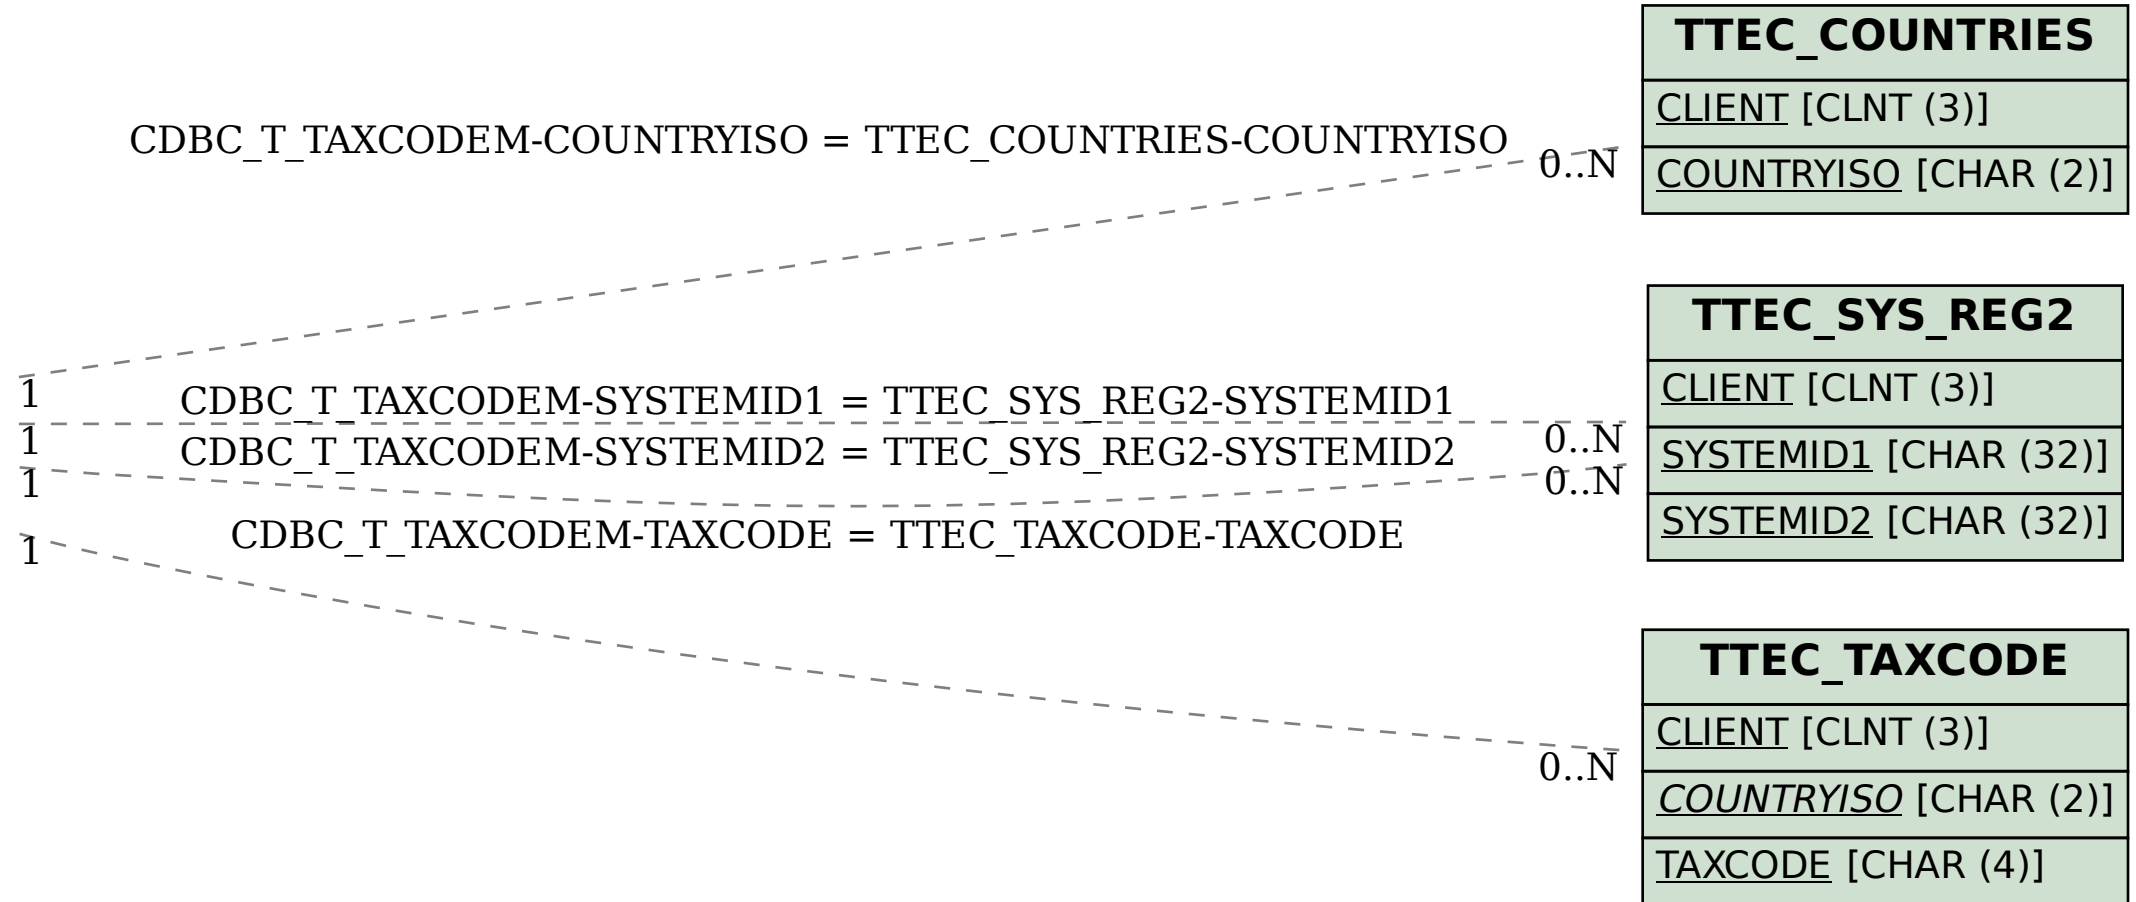 TTEC_COUNTRIES
CLIENT [CLNT (3)]
COUNTRYISO [CHAR (2)]
CDBC_T_TAXCODEM-COUNTRYISO = TTEC_COUNTRIES-COUNTRYISO
0..N
1
TTEC_SYS_REG2
CLIENT [CLNT (3)]
SYSTEMID1 [CHAR (32)]
SYSTEMID2 [CHAR (32)]
CDBC_T_TAXCODEM-SYSTEMID1 = TTEC_SYS_REG2-SYSTEMID1
0..N
1
CDBC_T_TAXCODEM-SYSTEMID2 = TTEC_SYS_REG2-SYSTEMID2
0..N
1
CDBC_T_TAXCODEM-TAXCODE = TTEC_TAXCODE-TAXCODE
1
0..N
TTEC_TAXCODE
CLIENT [CLNT (3)]
COUNTRYISO [CHAR (2)]
TAXCODE [CHAR (4)]